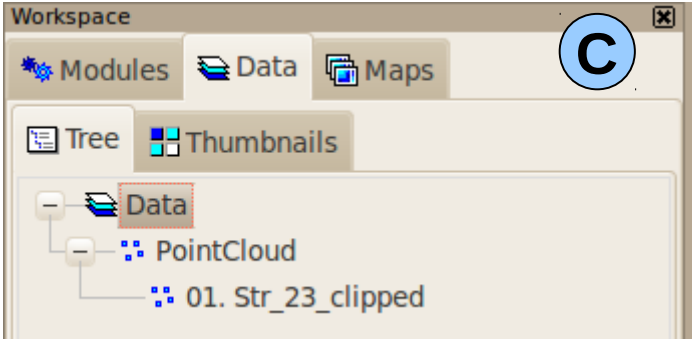 Workspace
C
Modules Data Maps
Tree Thumbnails
Data
PointCloud
01. Str_23_clipped